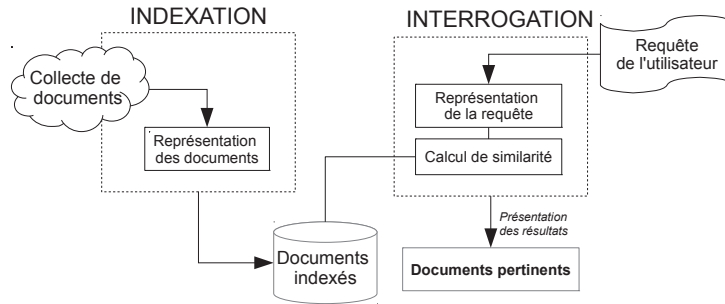 INDEXATION
INTERROGATION
Collecte de
documents
Représentation
des documents
Requête
de l'utilisateur
Représentation
de la requête
Calcul de similarité
Documents
indexés
Présentation
des résultats
Documents pertinents